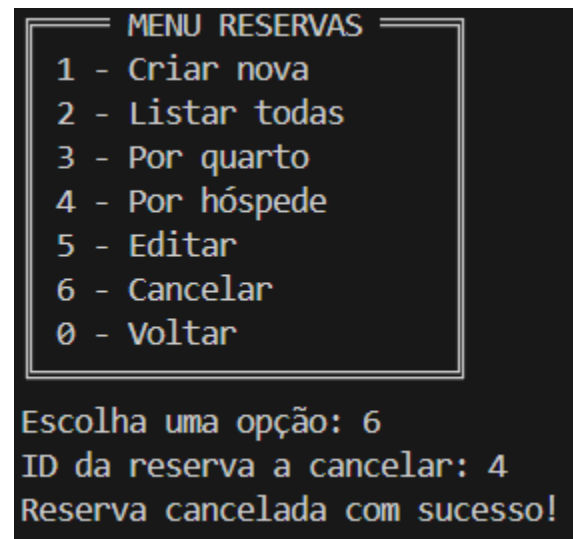 MENU RESERVAS
1 - Criar nova
2 - Listar todas
3 - Por quarto
4 - Por hóspede
5 - Editar
6 - Cancelar
0 - Voltar
Escolha uma opção: 6
ID da reserva a cancelar: 4
Reserva cancelada com sucesso!